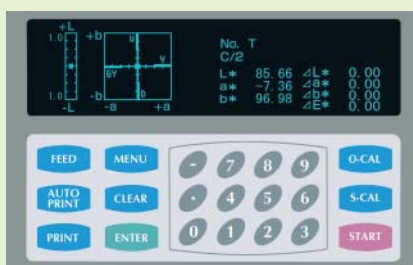 +L
1.0
-L
+b
1.0
-b
-a
+a
GY
No. T
C/2
L* 85.66 ⊿L* 0.00
a* -7.36 ⊿a* 0.00
b* 96.98 ⊿b* 0.00
⊿E* 0.00
FEED MENU - 7 8 9 O-CAL
AUTO PRINT CLEAR . 4 5 6 S-CAL
PRINT ENTER 0 1 2 3 START